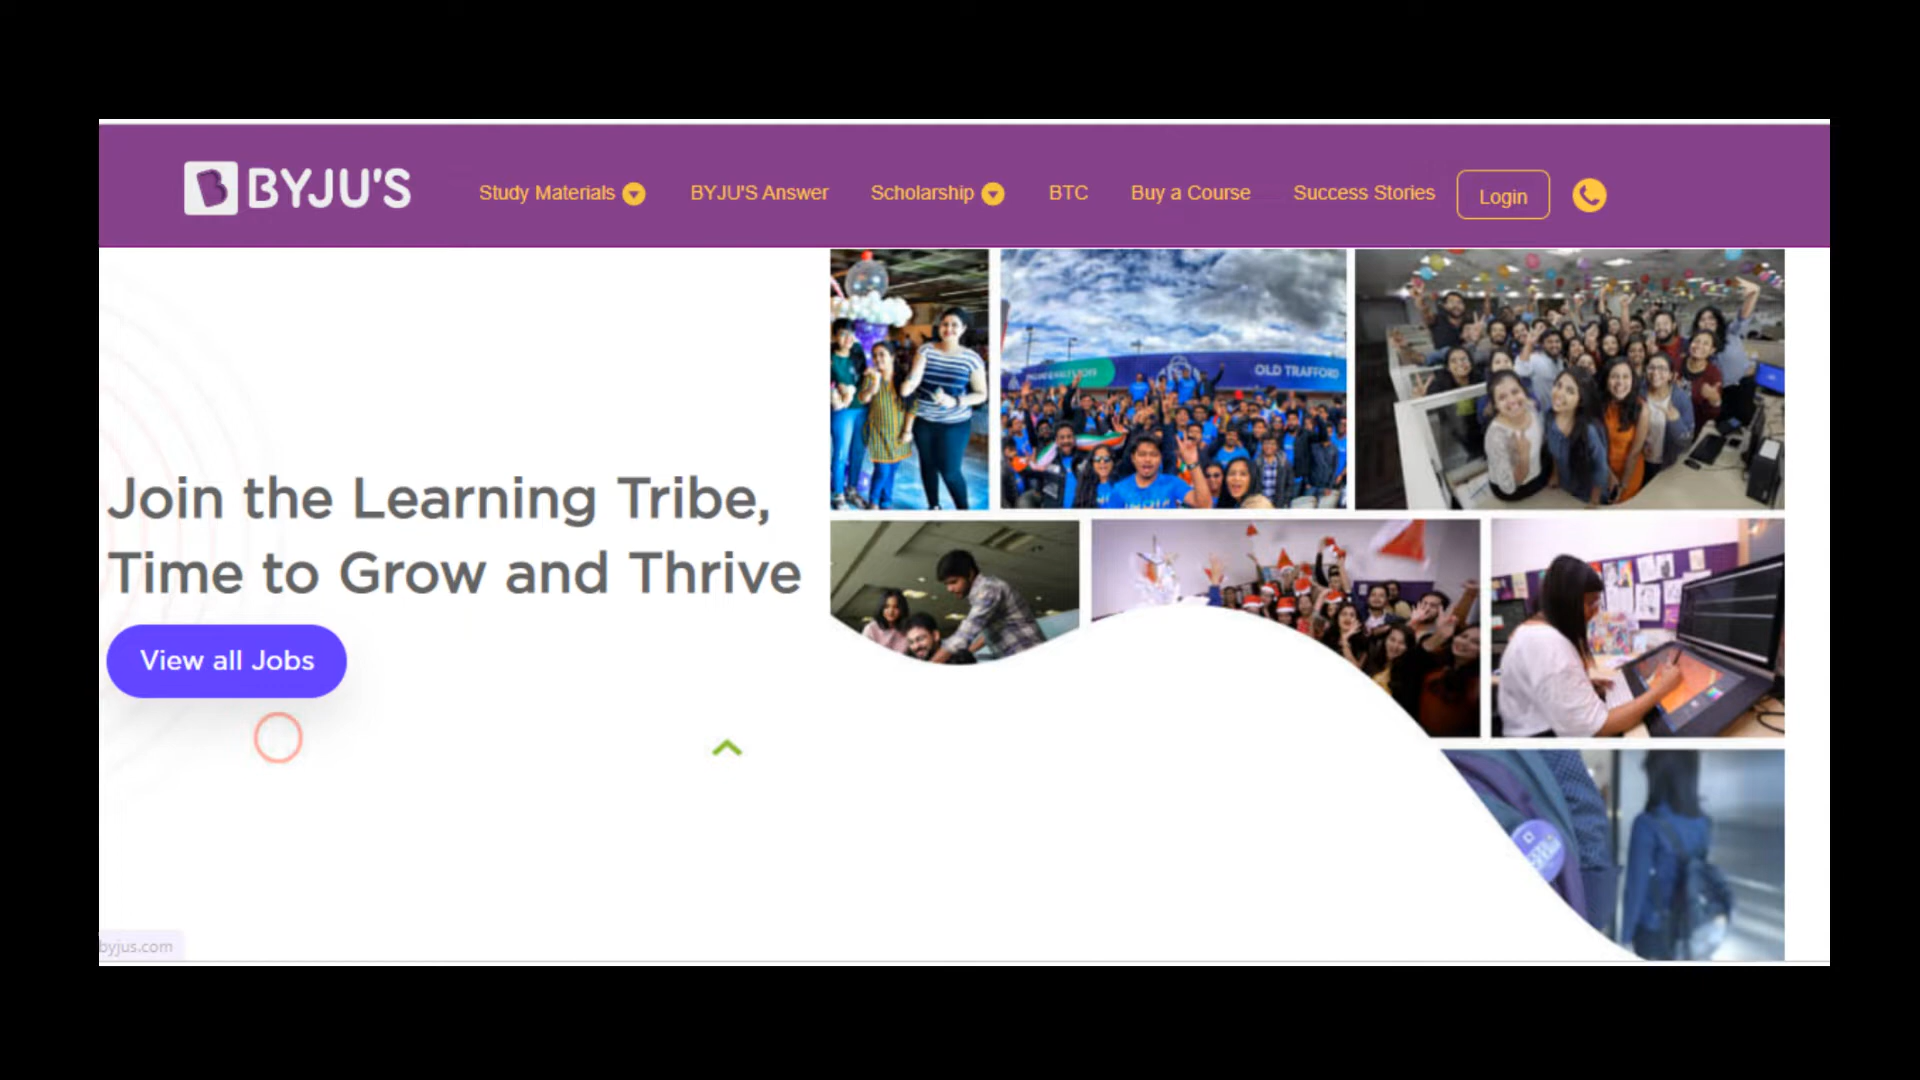 BYJU'S
Study Materials
BYJU'S Answer
Scholarship
BTC
Buy a Course
Success Stories
Login
OLD TRAFFORD
Join the Learning Tribe,
Time to Grow and Thrive
View all Jobs
byjus.com